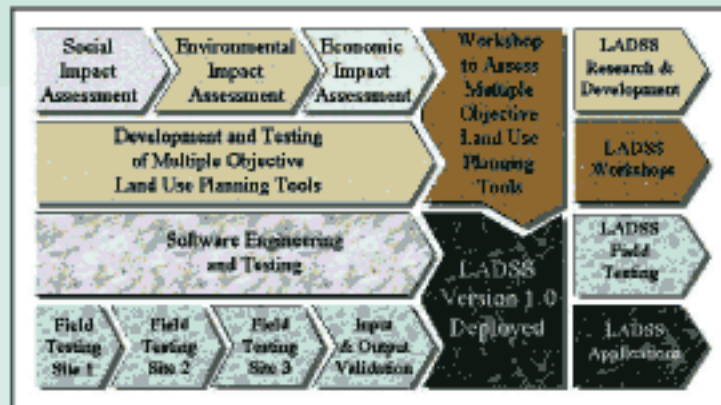 Social
Impact
Assessment
Environmental
Impact
Assessment
Economic
Impact
Assessment
Workshop
to Assess
Multiple
Objective
Land Use
Planning
Tools
LADSS
Research &
Development
Development and Testing
of Multiple Objective
Land Use Planning Tools
LADSS
Workshops
Software Engineering
and Testing
LADSS
Version 1.0
Deployed
LADSS
Field
Testing
Field
Testing
Site 1
Field
Testing
Site 2
Field
Testing
Site 3
Input
& Output
Validation
LADSS
Applications